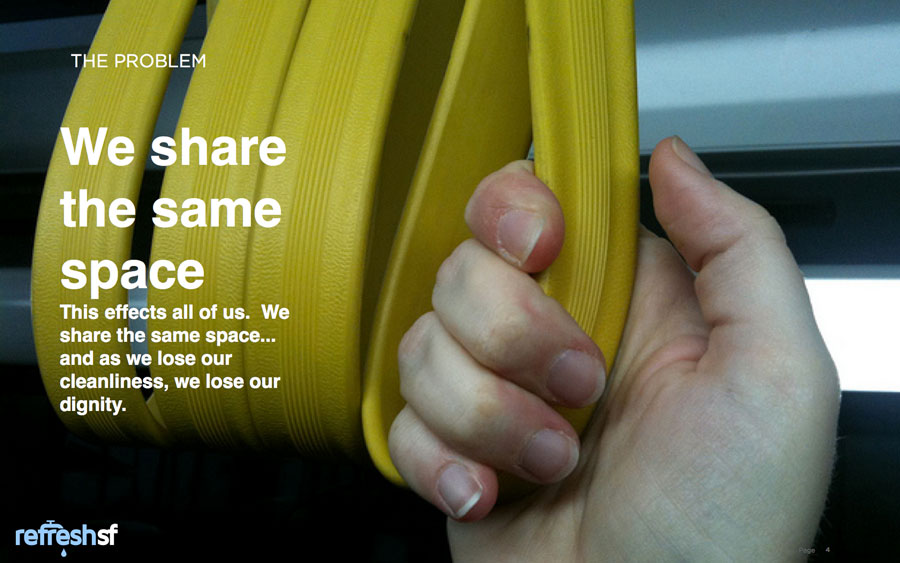 THE PROBLEM
We share
the same
space
This effects all of us.  We
share the same space...
and as we lose our
cleanliness, we lose our
dignity.
refreshsf
Page 4